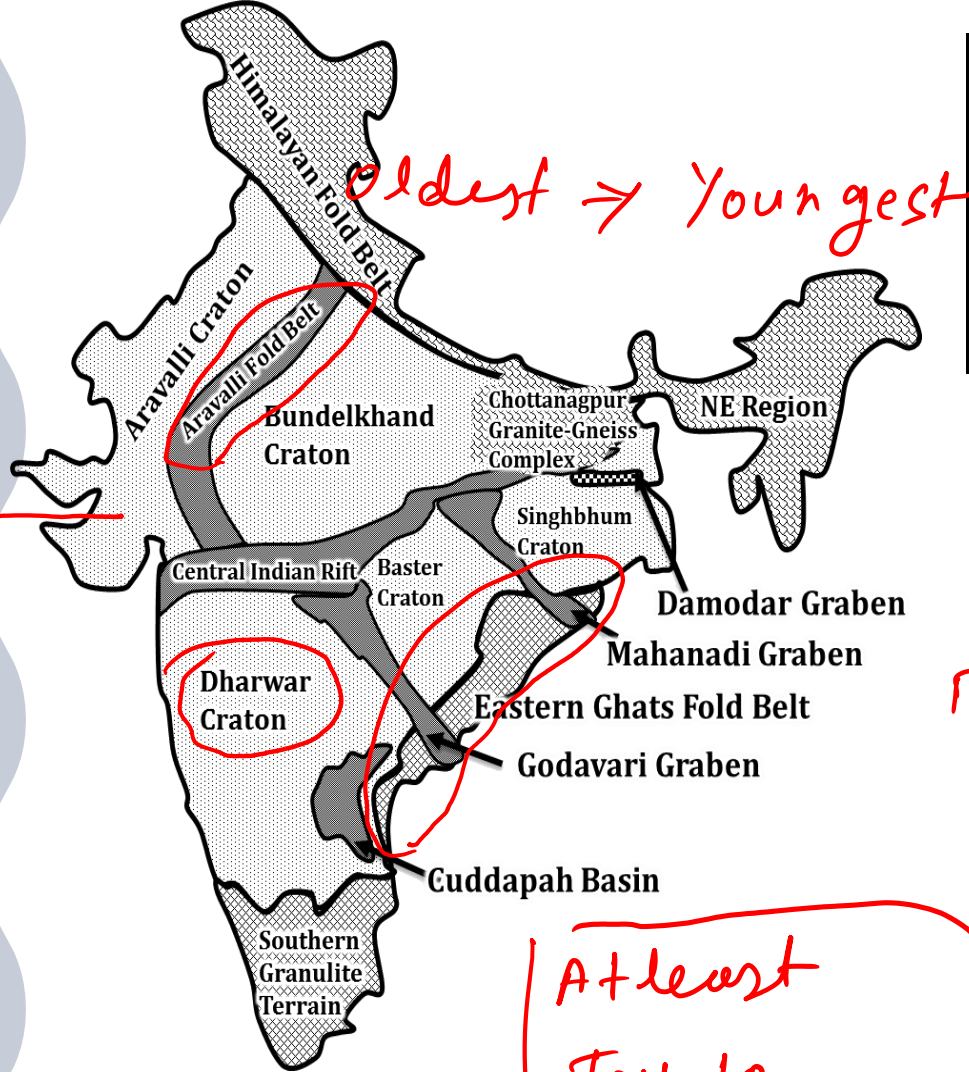 Himalayan Fold Belt
Oldest → Youngest
Aravalli Craton
Aravalli Fold Belt
Bundelkhand
Craton
Chottanagpur
Granite-Gneiss
Complex
NE Region
Singhbhum
Craton
Central Indian Rift
Baster
Craton
Damodar Graben
Mahanadi Graben
Dharwar
Craton
Eastern Ghats Fold Belt
Godavari Graben
Cuddapah Basin
Southern
Granulite
Terrain
Atleast